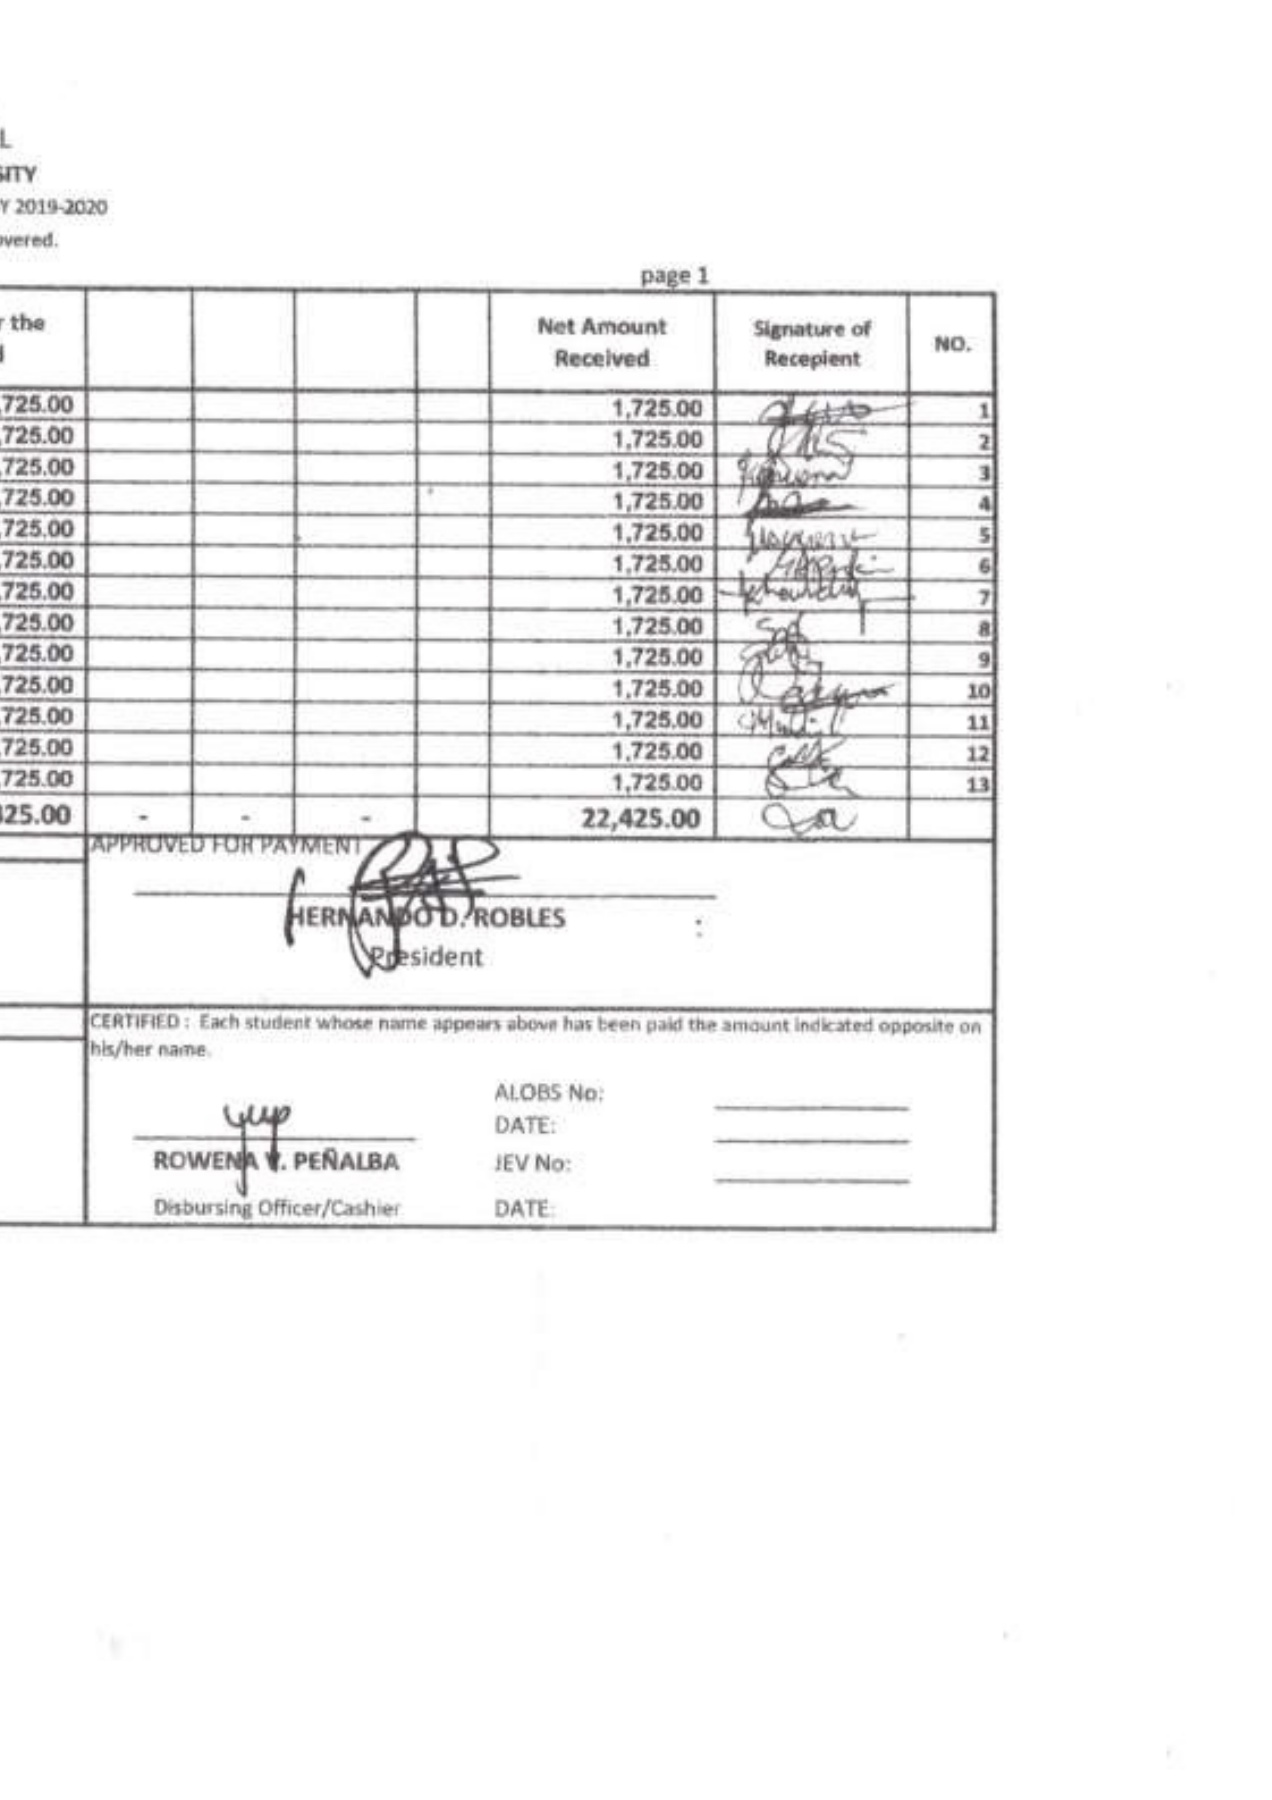 L
SITY
Y 2019-2020
overed.
page 1
r the Net Amount Received Signature of Recepient NO.
,725.00 1,725.00 1
,725.00 1,725.00 2
,725.00 1,725.00 3
,725.00 1,725.00 4
,725.00 1,725.00 5
,725.00 1,725.00 6
,725.00 1,725.00 7
,725.00 1,725.00 8
,725.00 1,725.00 9
,725.00 1,725.00 10
,725.00 1,725.00 11
,725.00 1,725.00 12
,725.00 1,725.00 13
425.00 - - - 22,425.00
APPROVED FOR PAYMENT
HERNANDO D. ROBLES
President
CERTIFIED : Each student whose name appears above has been paid the amount indicated opposite on
his/her name.
ALOBS No:
DATE:
ROWENA V. PEÑALBA JEV No:
Disbursing Officer/Cashier DATE: